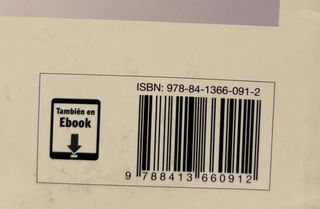 ISBN: 978-84-1366-091-2
También en
Ebook
9 788413 660912